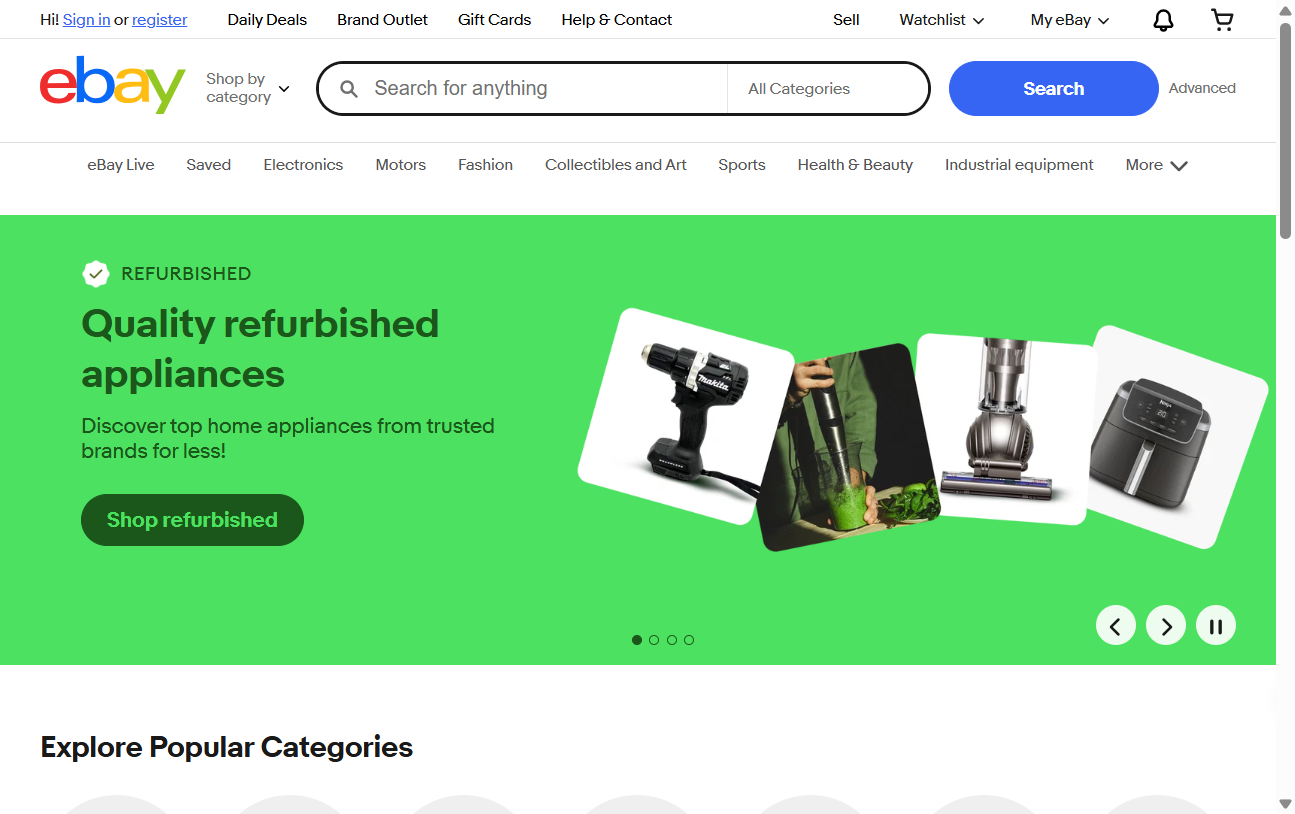 Hi! Sign in or register
Daily Deals
Brand Outlet
Gift Cards
Help & Contact
Sell
Watchlist
My eBay
ebay
Shop by
category
Search for anything
All Categories
Search
Advanced
eBay Live
Saved
Electronics
Motors
Fashion
Collectibles and Art
Sports
Health & Beauty
Industrial equipment
More
REFURBISHED
Quality refurbished
appliances
Discover top home appliances from trusted
brands for less!
Shop refurbished
makita
BRUSHLESS
NINJA
Explore Popular Categories